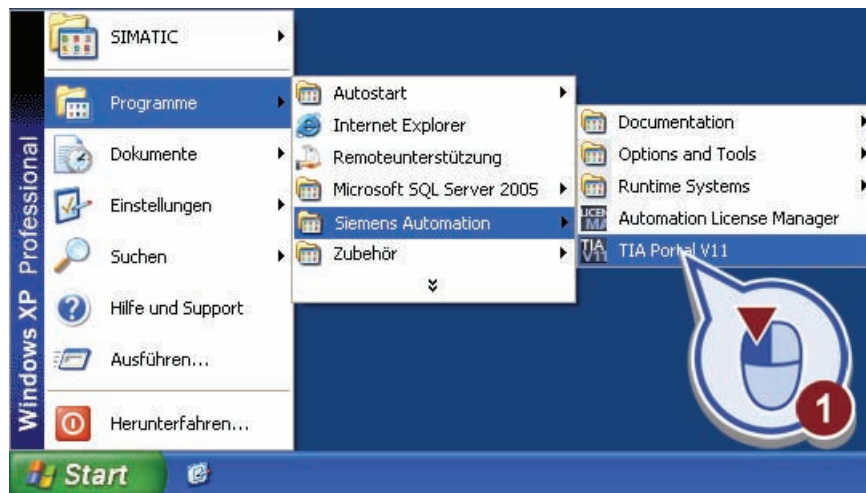 Windows XP Professional
SIMATIC
Programme
Dokumente
Einstellungen
Suchen
Hilfe und Support
Ausführen...
Herunterfahren...
Autostart
Internet Explorer
Remoteunterstützung
Microsoft SQL Server 2005
Siemens Automation
Zubehör
Documentation
Options and Tools
Runtime Systems
Automation License Manager
TIA Portal V11
TIA
V11
1
Start